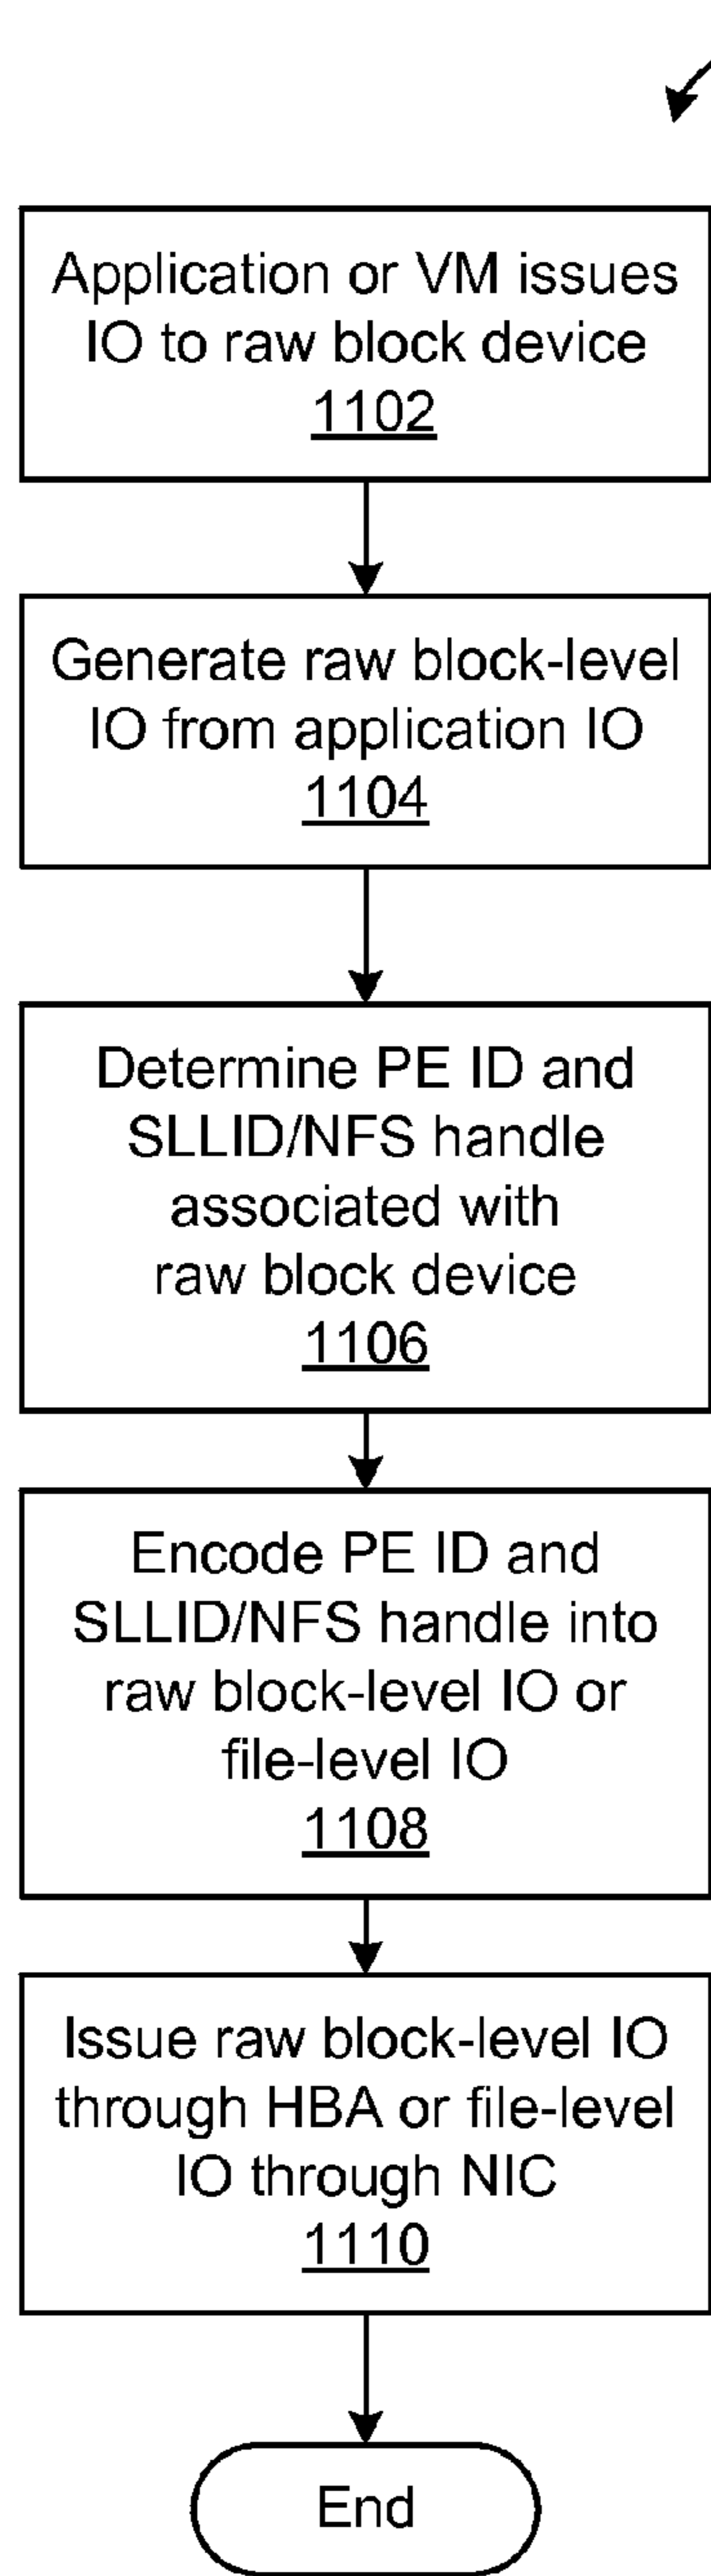 Application or VM issues
IO to raw block device
1102
Generate raw block-level
IO from application IO
1104
Determine PE ID and
SLLID/NFS handle
associated with
raw block device
1106
Encode PE ID and
SLLID/NFS handle into
raw block-level IO or
file-level IO
1108
Issue raw block-level IO
through HBA or file-level
IO through NIC
1110
End